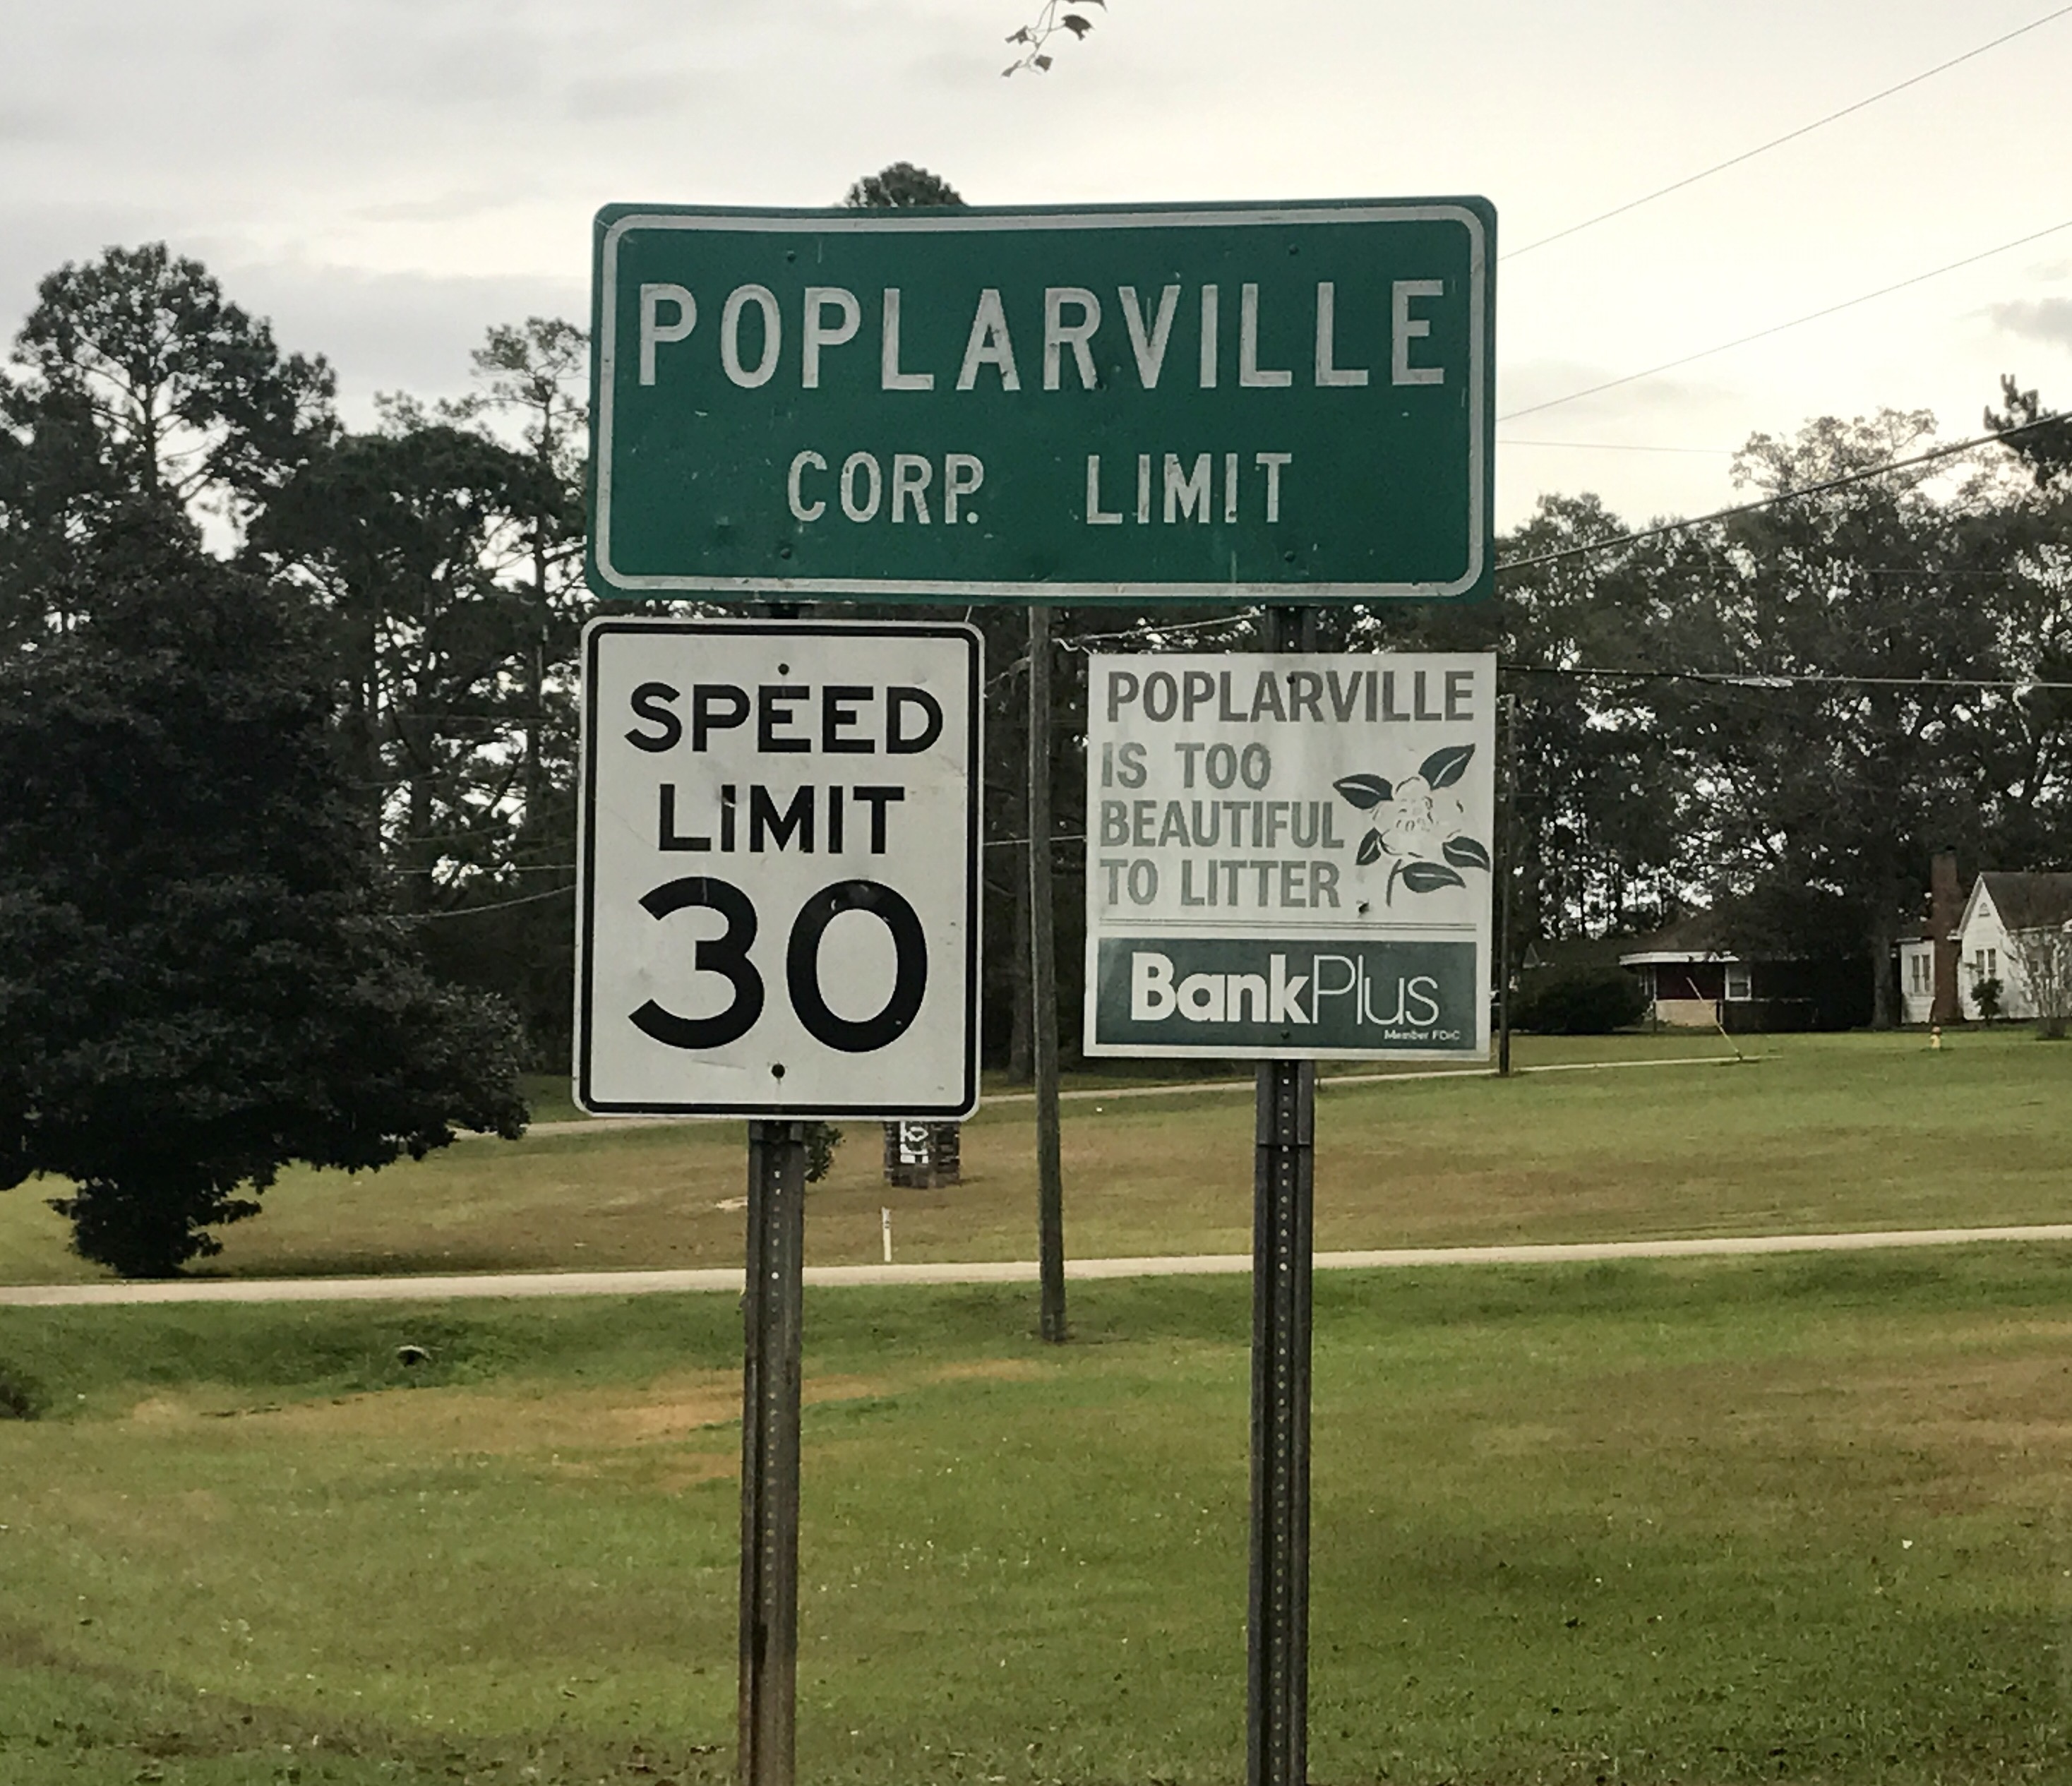 POPLARVILLE
CORP. LIMIT
SPEED
LIMIT
30
POPLARVILLE
IS TOO
BEAUTIFUL
TO LITTER
BankPlus
Member FDIC